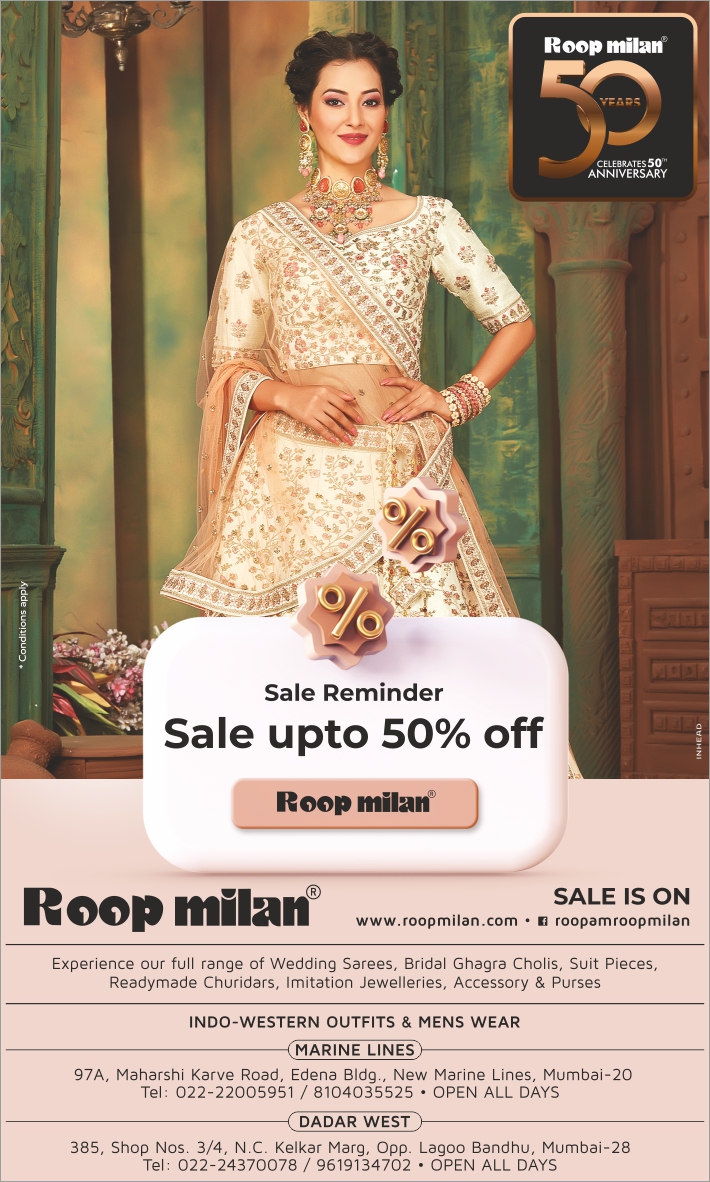 Roop milan®
50
YEARS
CELEBRATES 50TH
ANNIVERSARY
* Conditions apply
INHEAD
%
%
Sale Reminder
Sale upto 50% off
Roop milan®
Roop milan®
SALE IS ON
www.roopmilan.com • f roopamroopmilan
Experience our full range of Wedding Sarees, Bridal Ghagra Cholis, Suit Pieces,
Readymade Churidars, Imitation Jewelleries, Accessory & Purses
INDO-WESTERN OUTFITS & MENS WEAR
MARINE LINES
97A, Maharshi Karve Road, Edena Bldg., New Marine Lines, Mumbai-20
Tel: 022-22005951 / 8104035525 • OPEN ALL DAYS
DADAR WEST
385, Shop Nos. 3/4, N.C. Kelkar Marg, Opp. Lagoo Bandhu, Mumbai-28
Tel: 022-24370078 / 9619134702 • OPEN ALL DAYS